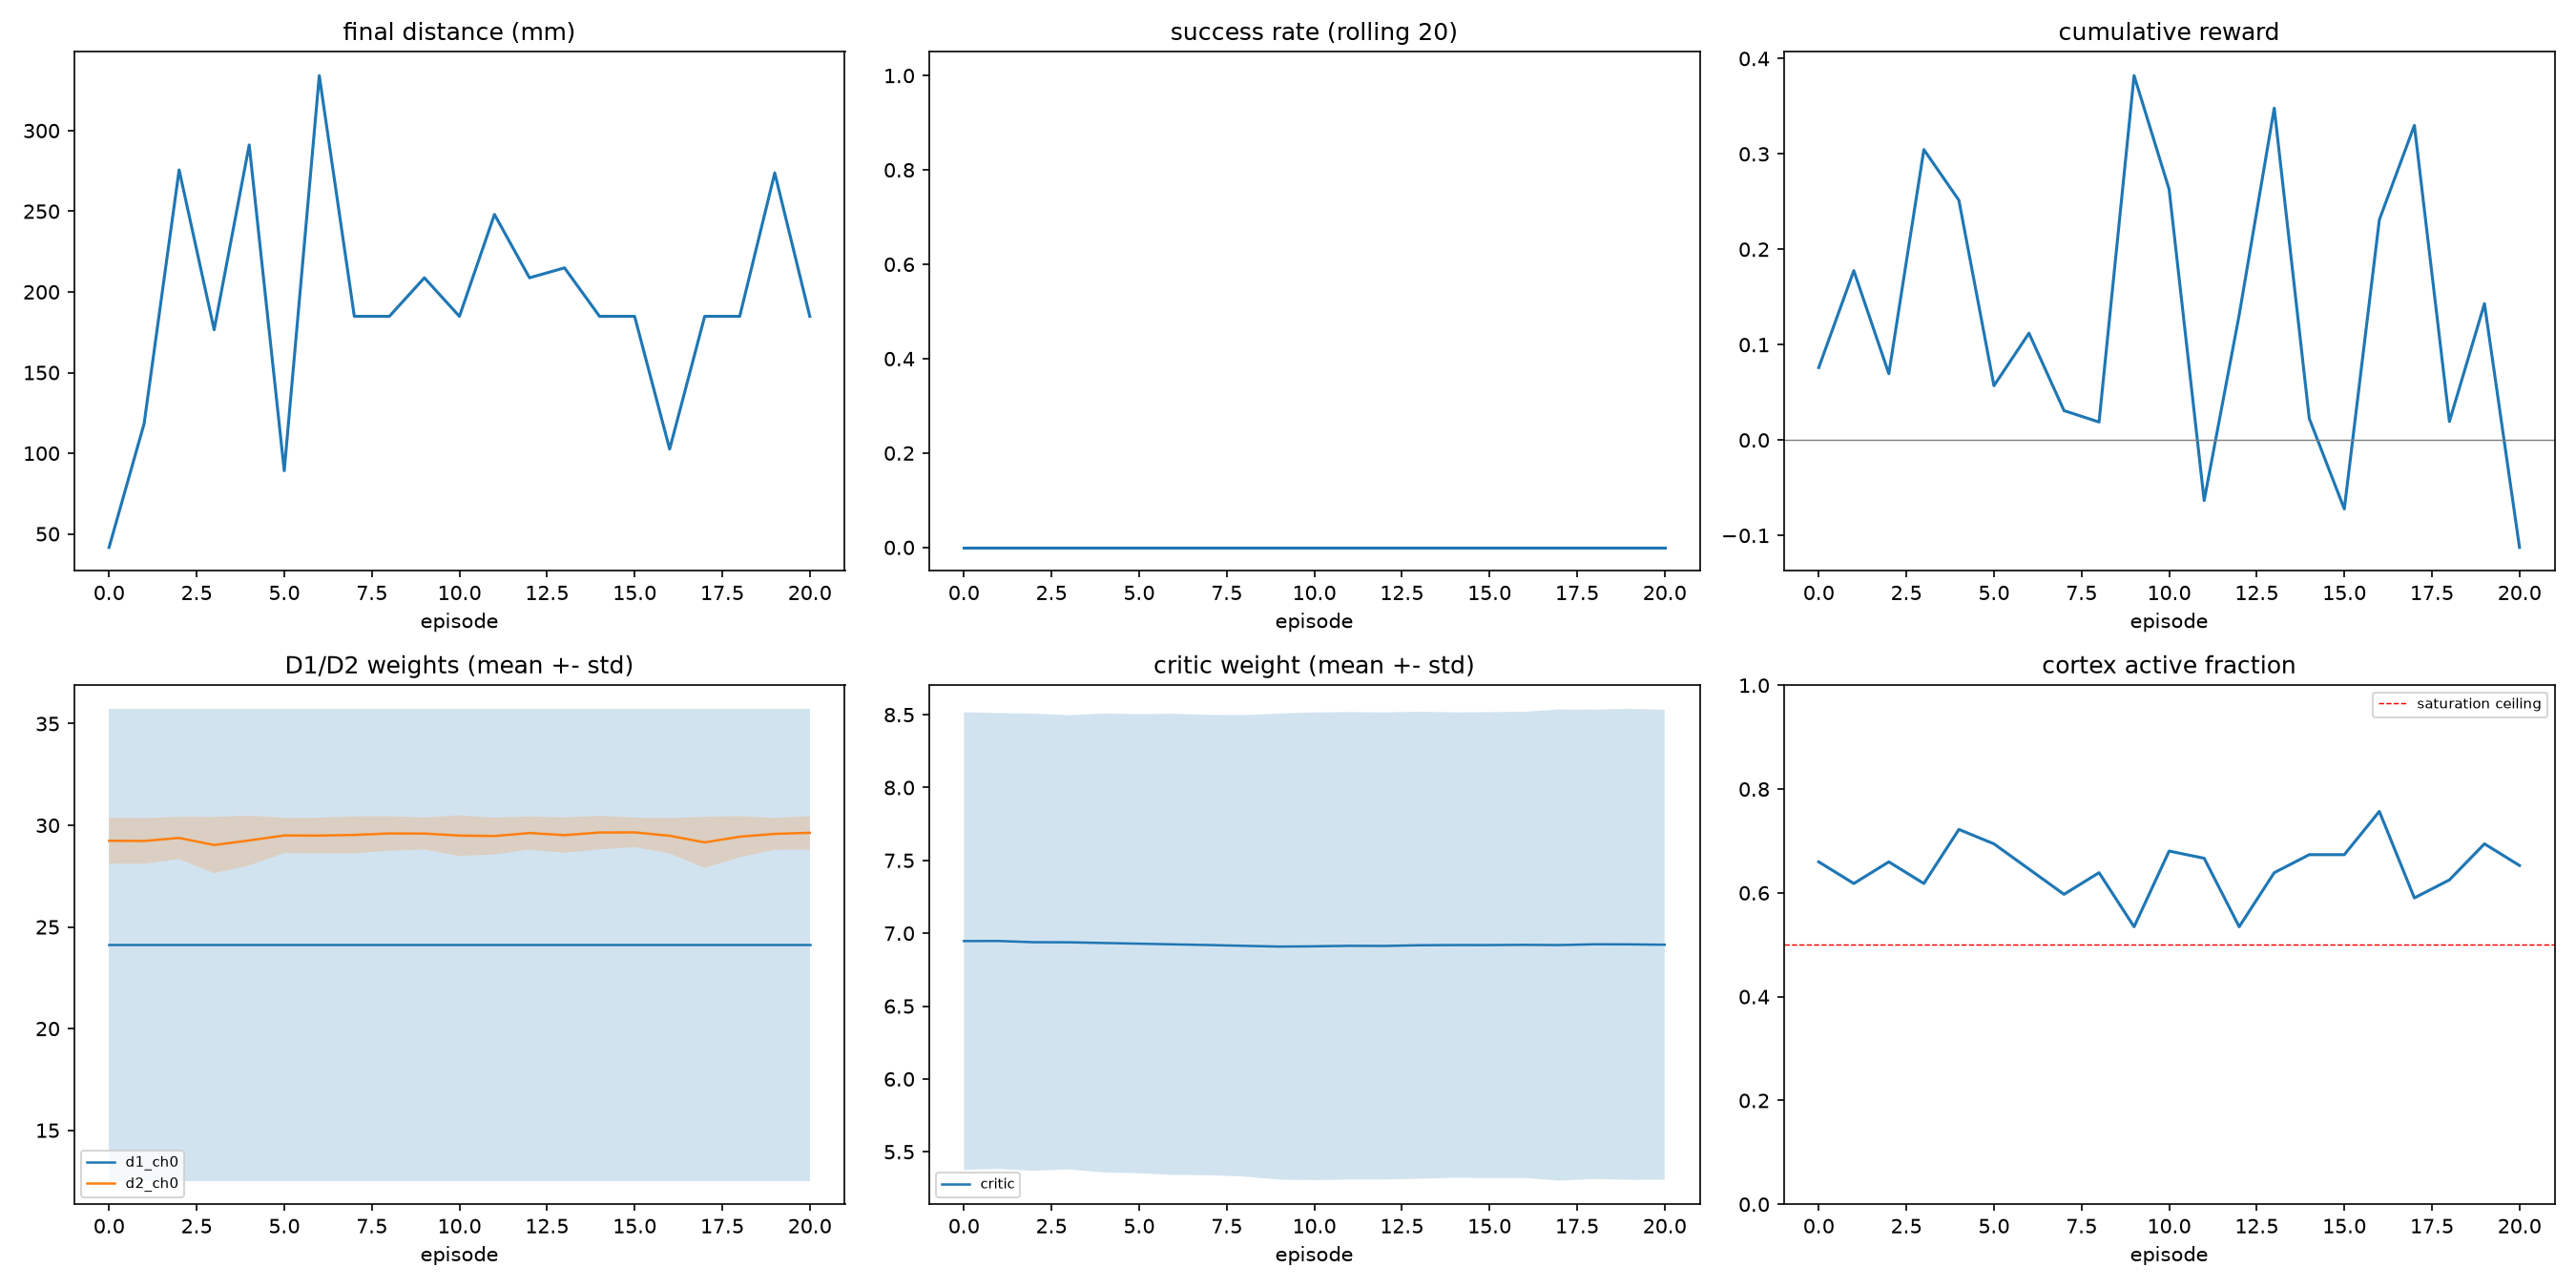 final distance (mm)
300
250
200
150
100
50
0.0 2.5 5.0 7.5 10.0 12.5 15.0 17.5 20.0
episode
success rate (rolling 20)
1.0
0.8
0.6
0.4
0.2
0.0
0.0 2.5 5.0 7.5 10.0 12.5 15.0 17.5 20.0
episode
cumulative reward
0.4
0.3
0.2
0.1
0.0
−0.1
0.0 2.5 5.0 7.5 10.0 12.5 15.0 17.5 20.0
episode
D1/D2 weights (mean +- std)
35
30
25
20
15
d1_ch0
d2_ch0
0.0 2.5 5.0 7.5 10.0 12.5 15.0 17.5 20.0
episode
critic weight (mean +- std)
8.5
8.0
7.5
7.0
6.5
6.0
5.5
critic
0.0 2.5 5.0 7.5 10.0 12.5 15.0 17.5 20.0
episode
cortex active fraction
1.0
saturation ceiling
0.8
0.6
0.4
0.2
0.0
0.0 2.5 5.0 7.5 10.0 12.5 15.0 17.5 20.0
episode